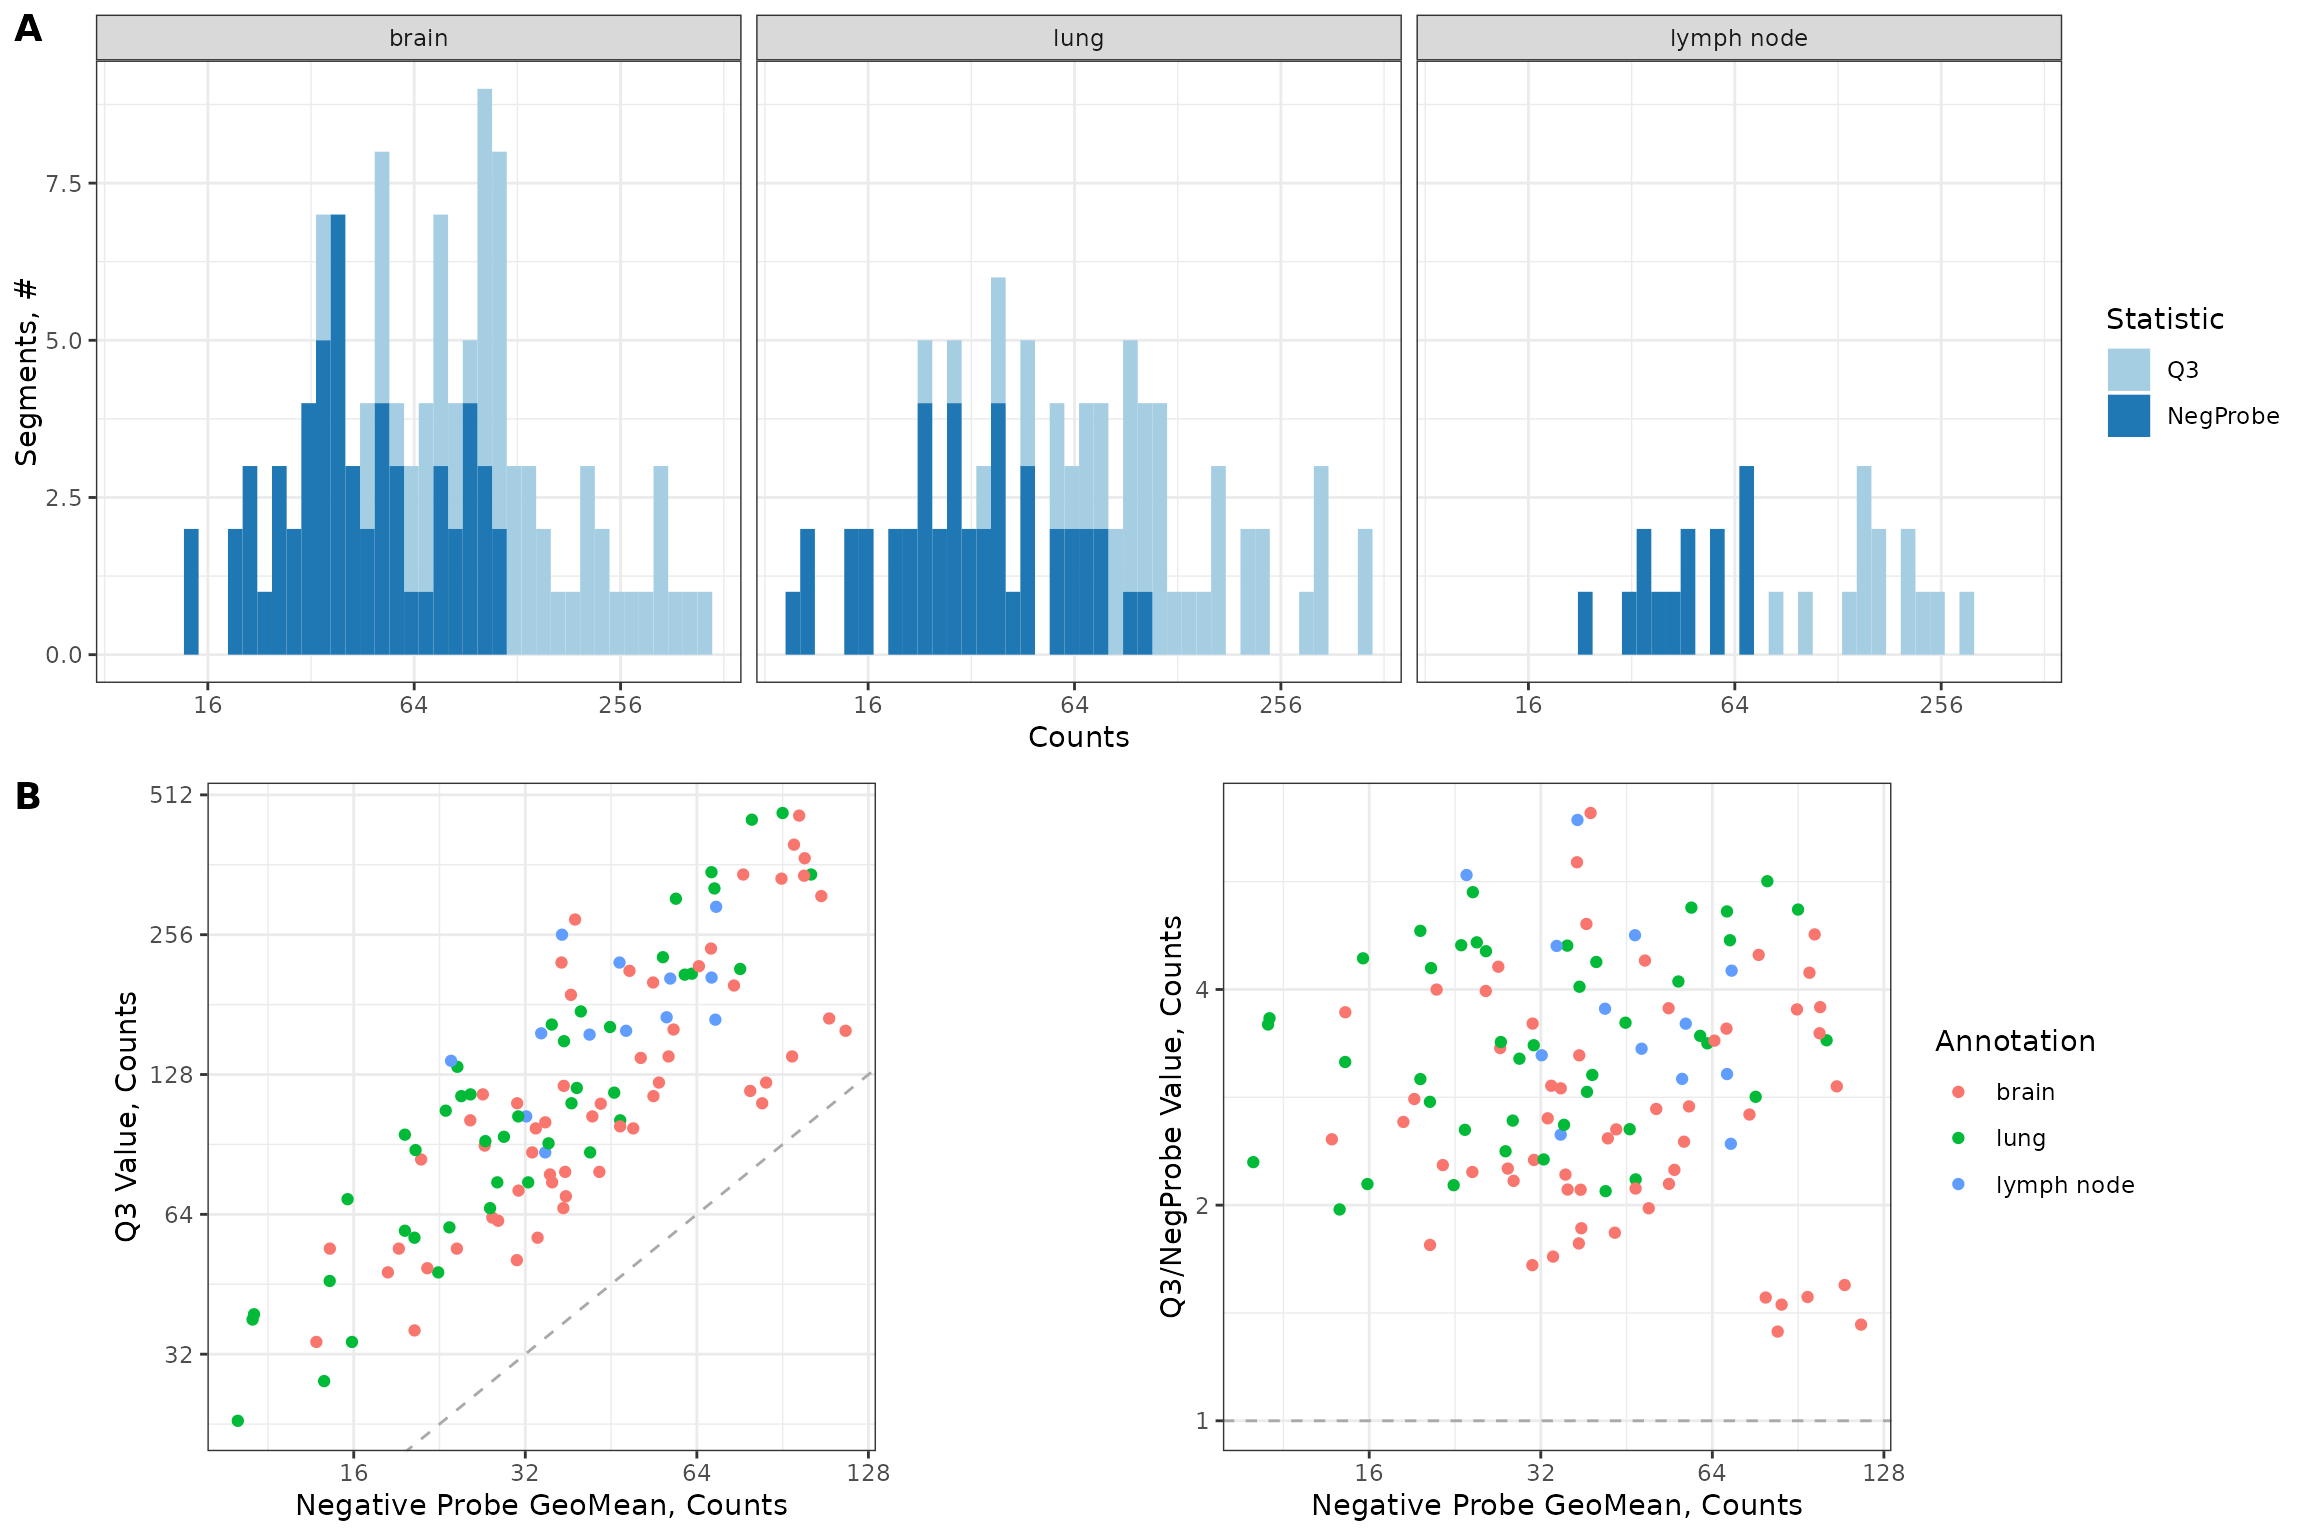 A
brain
lung
lymph node
Segments, #
7.5
5.0
2.5
0.0
16
64
256
16
64
256
16
64
256
Counts
Statistic
Q3
NegProbe
B
Q3 Value, Counts
512
256
128
64
32
16
32
64
128
Negative Probe GeoMean, Counts
Q3/NegProbe Value, Counts
4
2
1
16
32
64
128
Negative Probe GeoMean, Counts
Annotation
brain
lung
lymph node